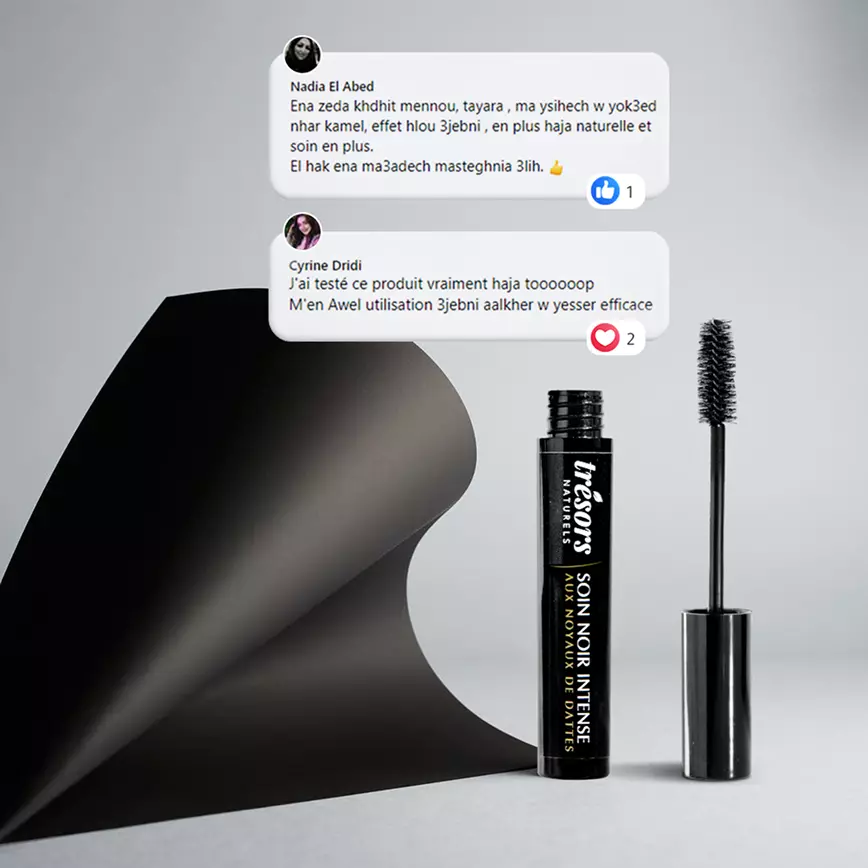 Nadia El Abed
Ena zeda khdhit mennou, tayara , ma ysihech w yok3ed
nhar kamel, effet hlou 3jebni , en plus haja naturelle et
soin en plus.
El hak ena ma3adech masteghnia 3lih. 👍
1
Cyrine Dridi
J'ai testé ce produit vraiment haja toooooop
M'en Awel utilisation 3jebni aalkher w yesser efficace
2
trésors
NATURELS
SOIN NOIR INTENSE
AUX NOYAUX DE DATTES